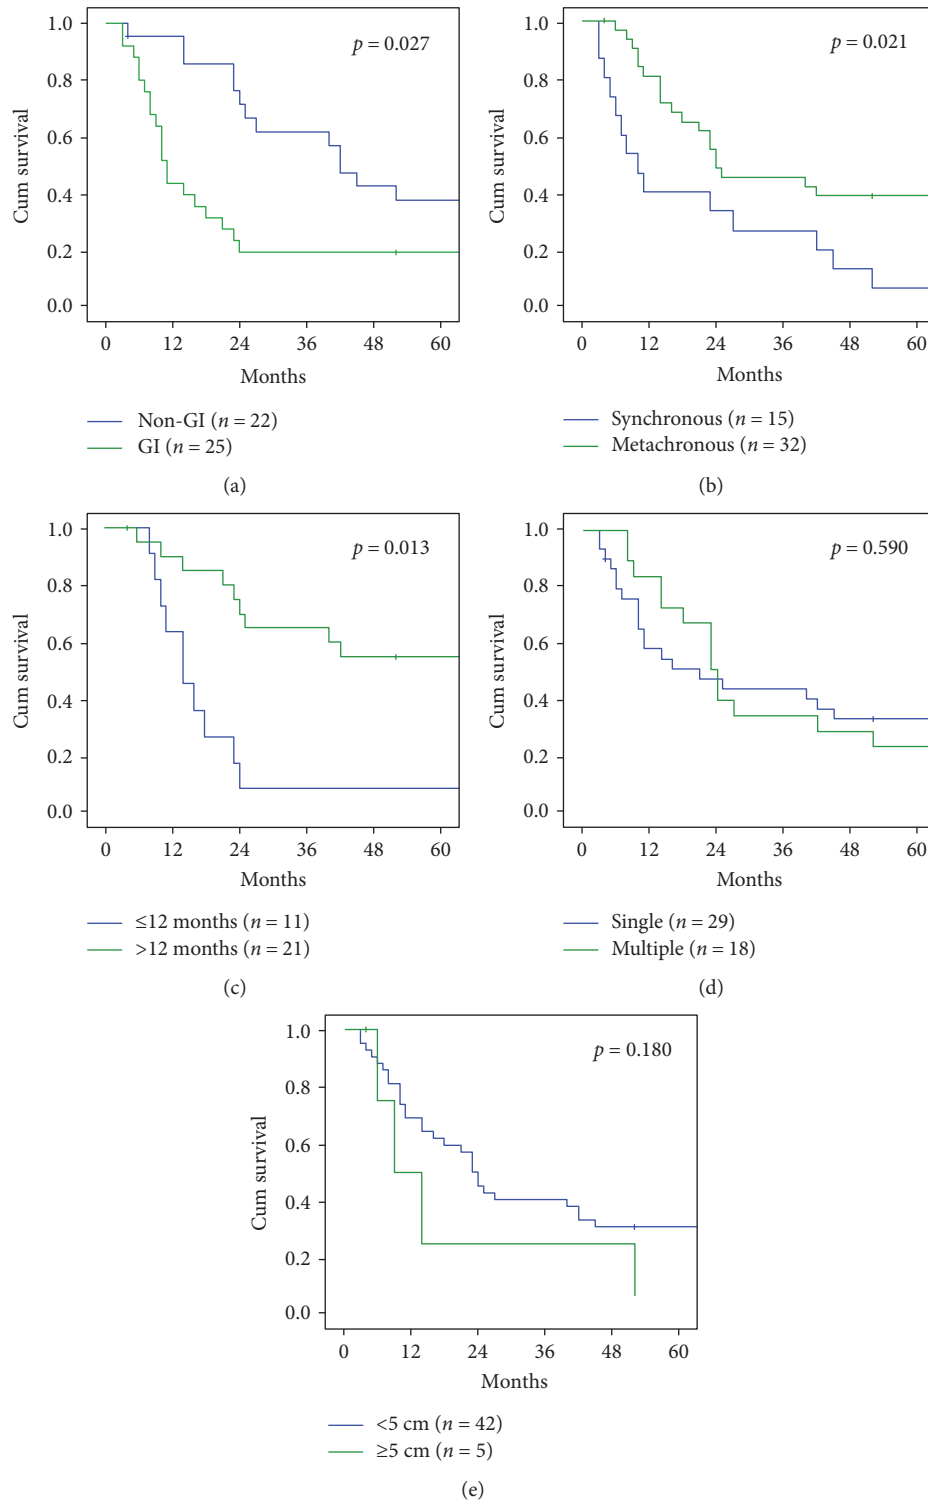 p = 0.027
1.0
0.8
0.6
0.4
0.2
0.0
Cum survival
0 12 24 36 48 60
Months
Non-GI (n = 22)
GI (n = 25)
(a)
p = 0.021
1.0
0.8
0.6
0.4
0.2
0.0
Cum survival
0 12 24 36 48 60
Months
Synchronous (n = 15)
Metachronous (n = 32)
(b)
p = 0.013
1.0
0.8
0.6
0.4
0.2
0.0
Cum survival
0 12 24 36 48 60
Months
≤12 months (n = 11)
>12 months (n = 21)
(c)
p = 0.590
1.0
0.8
0.6
0.4
0.2
0.0
Cum survival
0 12 24 36 48 60
Months
Single (n = 29)
Multiple (n = 18)
(d)
p = 0.180
1.0
0.8
0.6
0.4
0.2
0.0
Cum survival
0 12 24 36 48 60
Months
<5 cm (n = 42)
≥5 cm (n = 5)
(e)